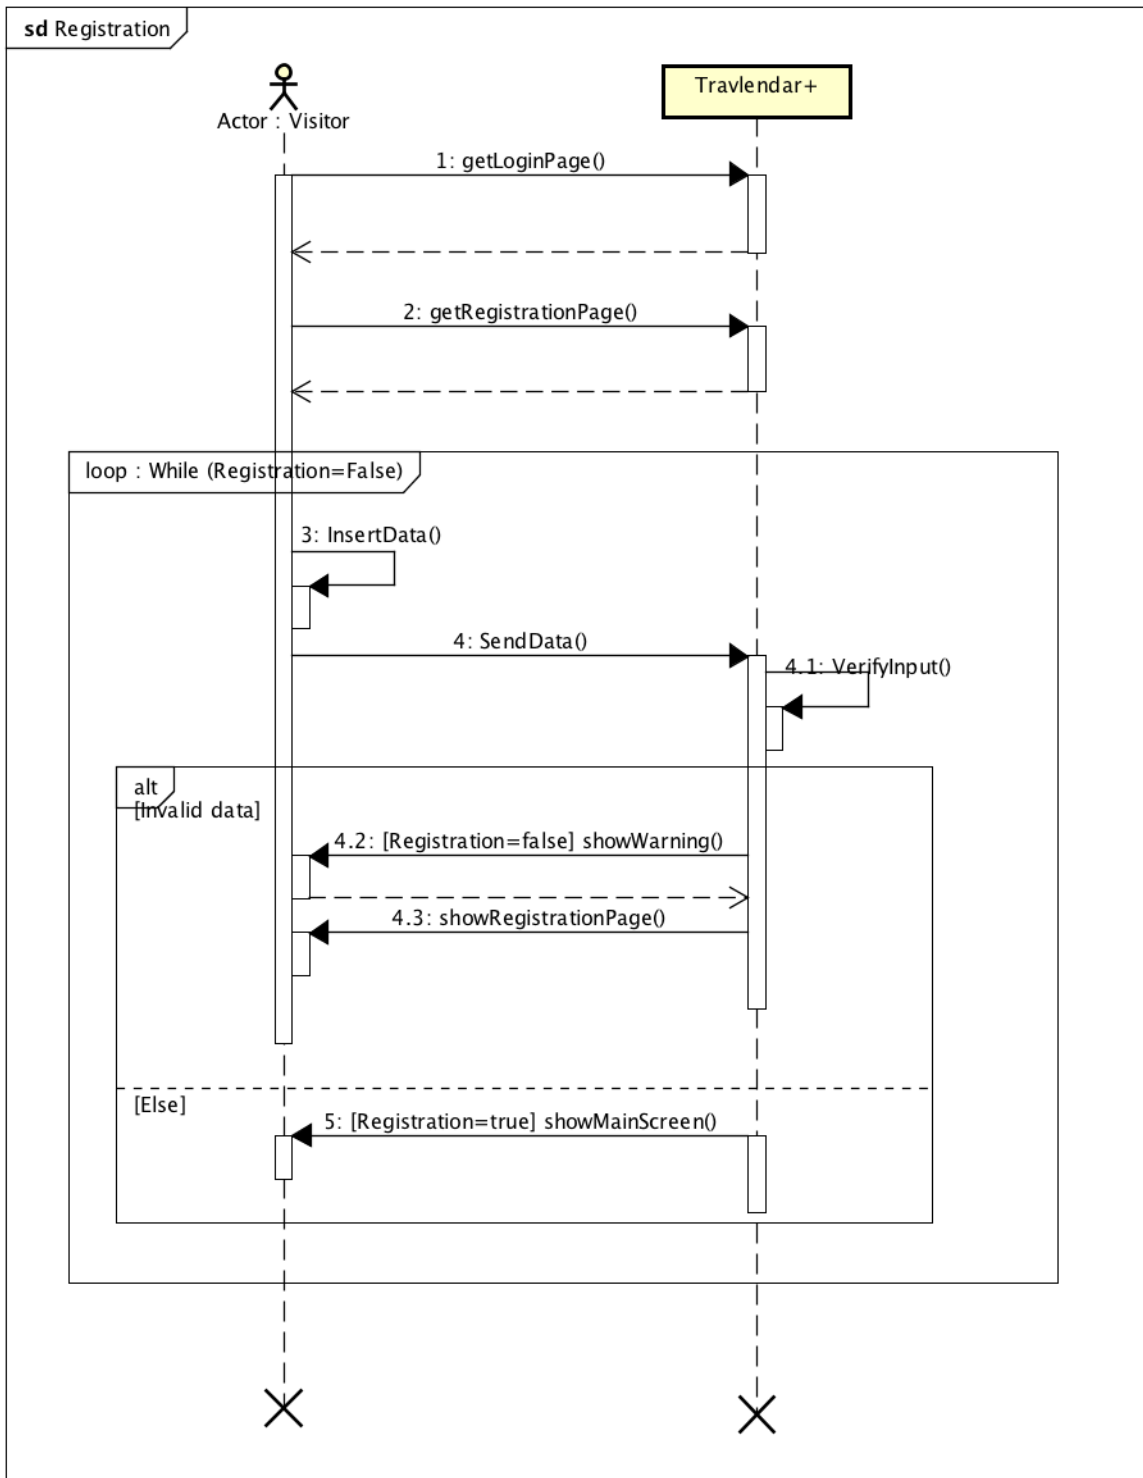 sd Registration
Travlendar+
Actor : Visitor
1: getLoginPage()
2: getRegistrationPage()
loop : While (Registration=False)
3: InsertData()
4: SendData()
4.1: VerifyInput()
alt
[Invalid data]
4.2: [Registration=false] showWarning()
4.3: showRegistrationPage()
[Else]
5: [Registration=true] showMainScreen()